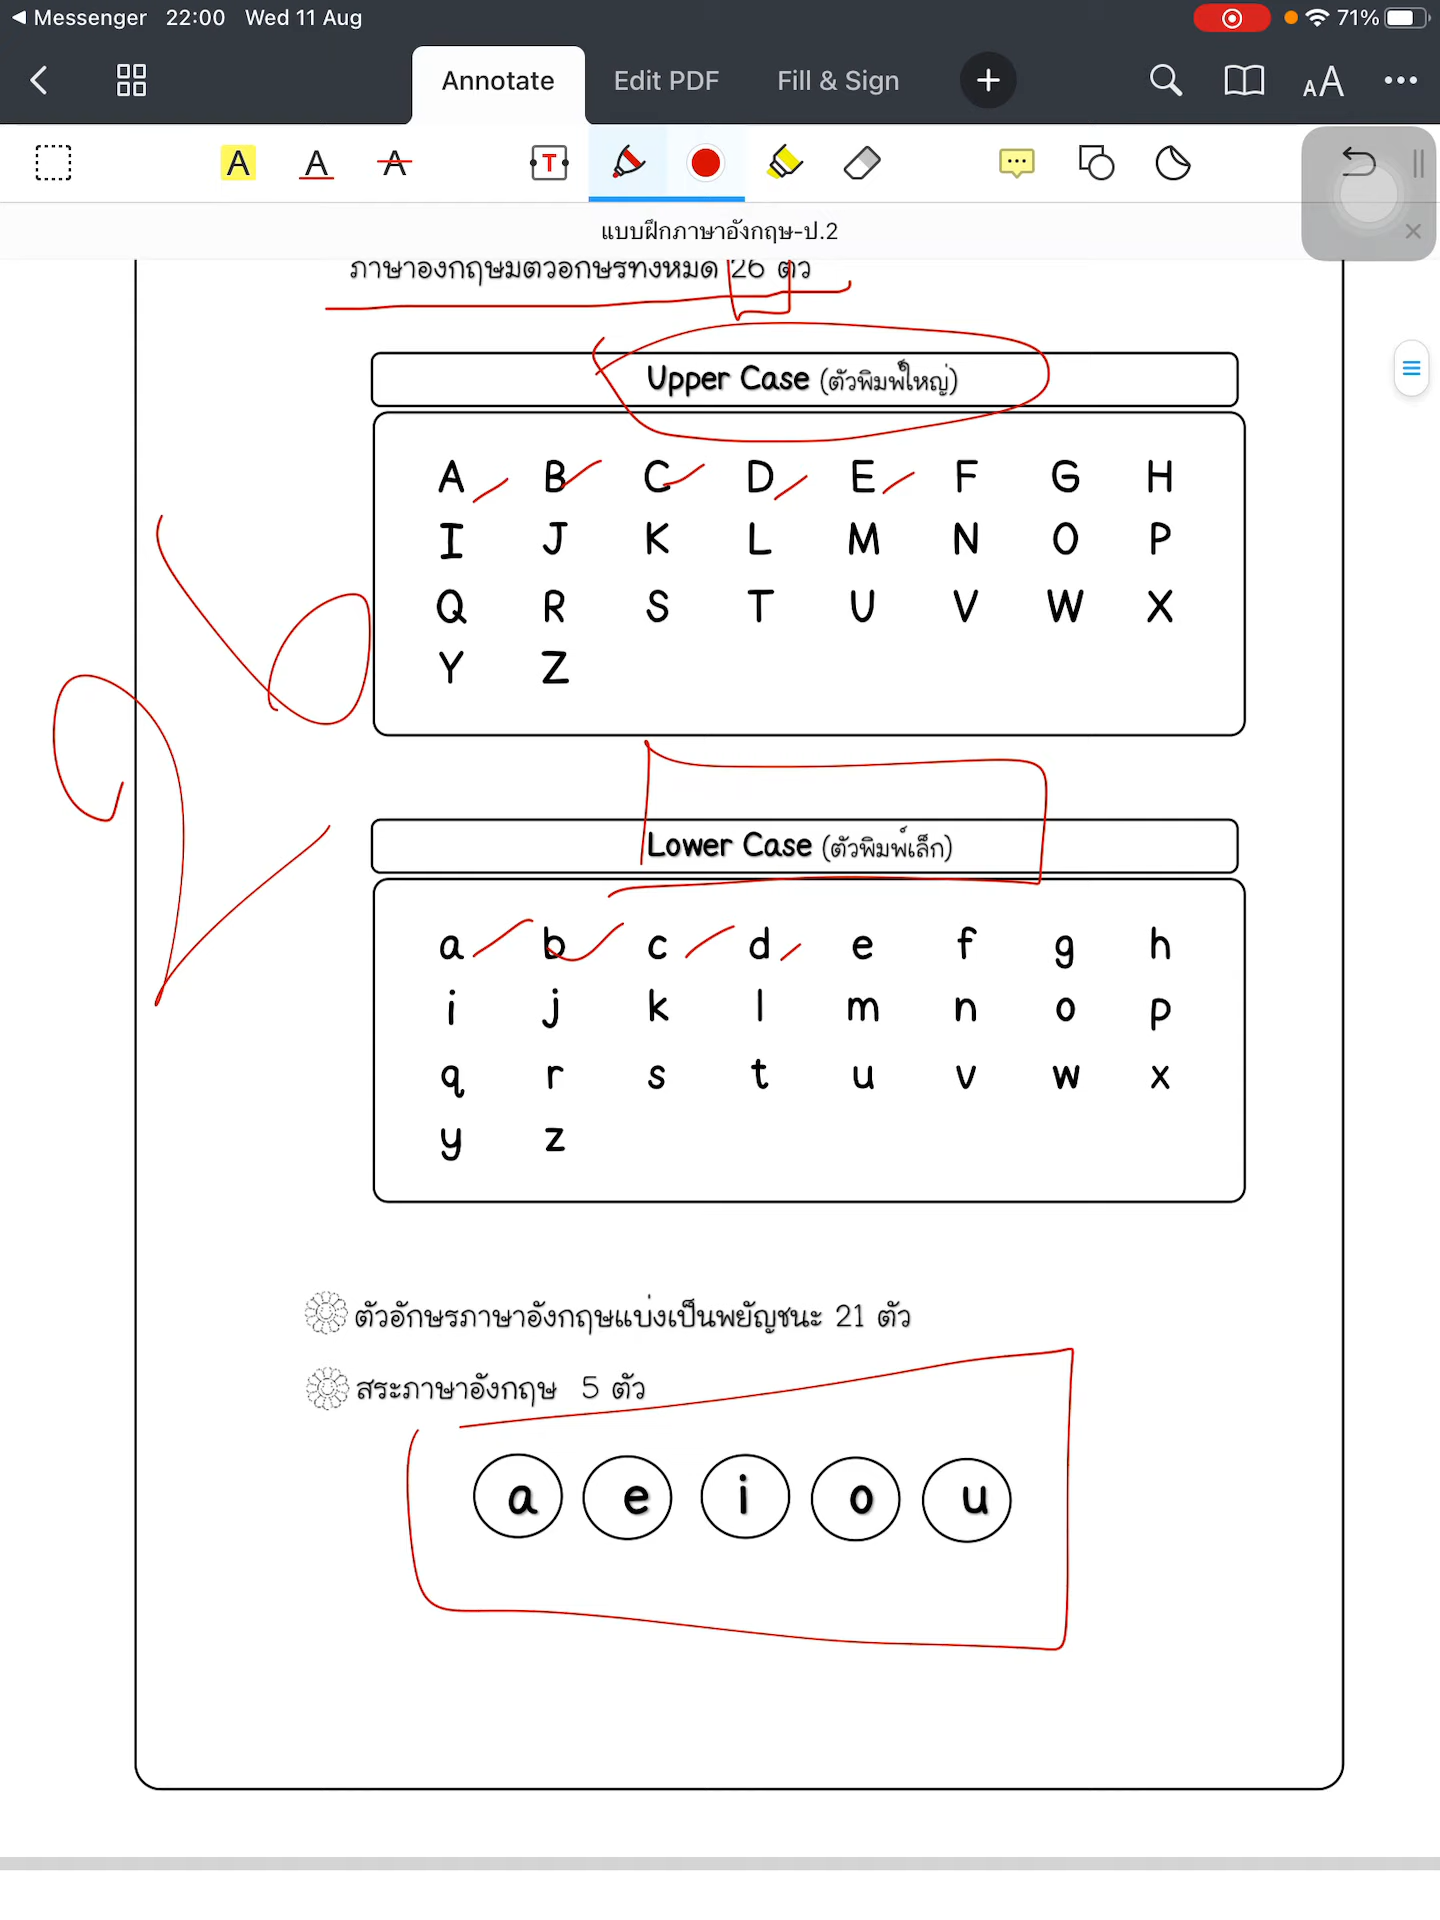 Messenger 22:00 Wed 11 Aug 71%
Annotate Edit PDF Fill & Sign
แบบฝึกภาษาอังกฤษ-ป.2
ภาษาอังกฤษมีตัวอักษรทั้งหมด 26 ตัว
Upper Case (ตัวพิมพ์ใหญ่)
A B C D E F G H
I J K L M N O P
Q R S T U V W X
Y Z
26
Lower Case (ตัวพิมพ์เล็ก)
a b c d e f g h
i j k l m n o p
q r s t u v w x
y z
ตัวอักษรภาษาอังกฤษแบ่งเป็นพยัญชนะ 21 ตัว
สระภาษาอังกฤษ 5 ตัว
a e i o u